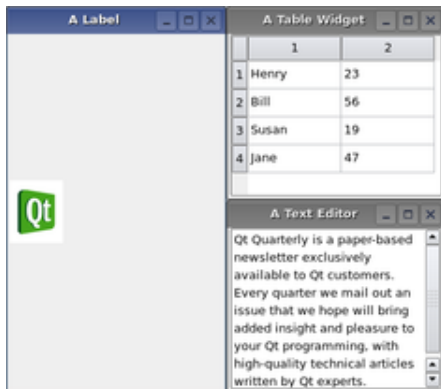 A Label
Qt
A Table Widget
1 2
1 Henry 23
2 Bill 56
3 Susan 19
4 Jane 47
A Text Editor
Qt Quarterly is a paper-based
newsletter exclusively
available to Qt customers.
Every quarter we mail out an
issue that we hope will bring
added insight and pleasure to
your Qt programming, with
high-quality technical articles
written by Qt experts.